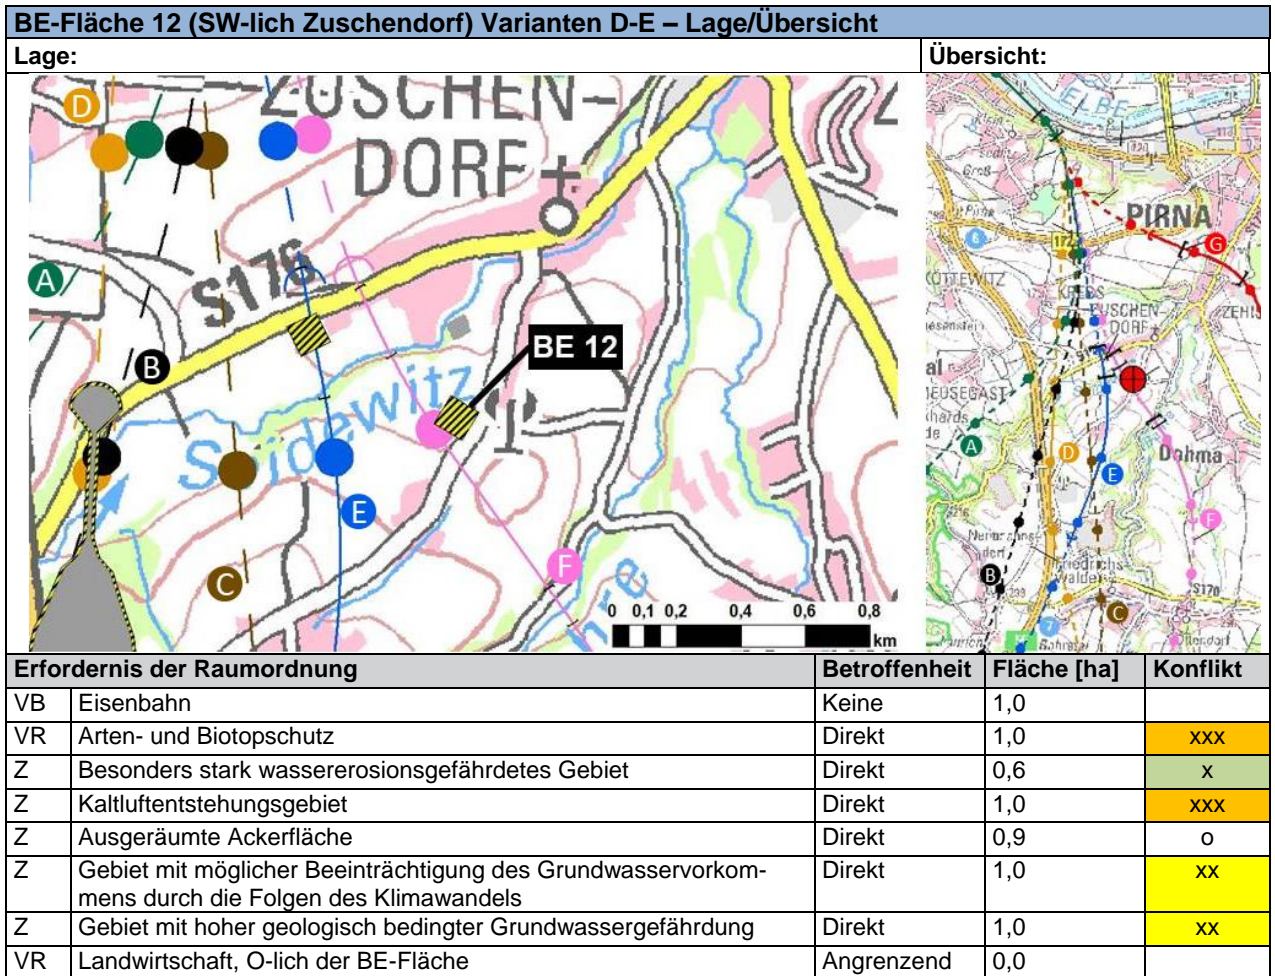 BE-Fläche 12 (SW-lich Zuschendorf) Varianten D-E – Lage/Übersicht
Lage:
Übersicht:
D
ZUSCHEN-
DORF
S176
A
B
BE 12
Seidewitz
E
C
F
0 0,1 0,2 0,4 0,6 0,8
km
ELBE
PIRNA
172
G
6
ZUSCHEN-
DORF
A
D
Dohma
E
F
B
S170
C
7
Erfordernis der Raumordnung Betroffenheit Fläche [ha] Konflikt
VB Eisenbahn Keine 1,0
VR Arten- und Biotopschutz Direkt 1,0 xxx
Z Besonders stark wassererosionsgefährdetes Gebiet Direkt 0,6 x
Z Kaltluftentstehungsgebiet Direkt 1,0 xxx
Z Ausgeräumte Ackerfläche Direkt 0,9 o
Z Gebiet mit möglicher Beeinträchtigung des Grundwasservorkom- Direkt 1,0 xx
mens durch die Folgen des Klimawandels
Z Gebiet mit hoher geologisch bedingter Grundwassergefährdung Direkt 1,0 xx
VR Landwirtschaft, O-lich der BE-Fläche Angrenzend 0,0